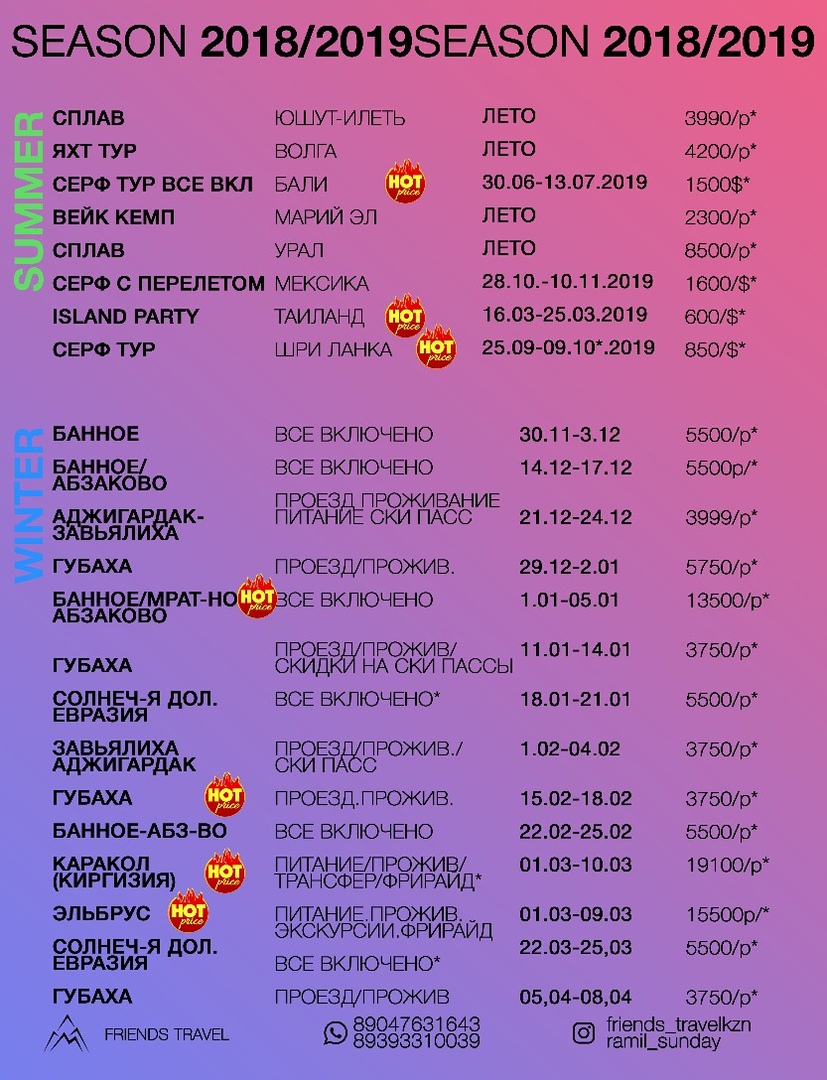 SEASON 2018/2019SEASON 2018/2019
SUMMER
СПЛАВ ЮШУТ-ИЛЕТЬ ЛЕТО 3990/р*
ЯХТ ТУР ВОЛГА ЛЕТО 4200/р*
СЕРФ ТУР ВСЕ ВКЛ БАЛИ HOT price 30.06-13.07.2019 1500$*
ВЕЙК КЕМП МАРИЙ ЭЛ ЛЕТО 2300/р*
СПЛАВ УРАЛ ЛЕТО 8500/р*
СЕРФ С ПЕРЕЛЕТОМ МЕКСИКА 28.10.-10.11.2019 1600/$*
ISLAND PARTY ТАИЛАНД HOT price 16.03-25.03.2019 600/$*
СЕРФ ТУР ШРИ ЛАНКА HOT price 25.09-09.10*.2019 850/$*
WINTER
БАННОЕ ВСЕ ВКЛЮЧЕНО 30.11-3.12 5500/р*
БАННОЕ/ ВСЕ ВКЛЮЧЕНО 14.12-17.12 5500р/*
АБЗАКОВО
ПРОЕЗД ПРОЖИВАНИЕ
АДЖИГАРДАК- ПИТАНИЕ СКИ ПАСС 21.12-24.12 3999/р*
ЗАВЬЯЛИХА
ГУБАХА ПРОЕЗД/ПРОЖИВ. 29.12-2.01 5750/р*
БАННОЕ/МРАТ-НО HOT price ВСЕ ВКЛЮЧЕНО 1.01-05.01 13500/р*
АБЗАКОВО
ПРОЕЗД/ПРОЖИВ/ 11.01-14.01 3750/р*
ГУБАХА СКИДКИ НА СКИ ПАССЫ
СОЛНЕЧ-Я ДОЛ. ВСЕ ВКЛЮЧЕНО* 18.01-21.01 5500/р*
ЕВРАЗИЯ
ЗАВЬЯЛИХА ПРОЕЗД/ПРОЖИВ./ 1.02-04.02 3750/р*
АДЖИГАРДАК СКИ ПАСС
ГУБАХА HOT price ПРОЕЗД.ПРОЖИВ. 15.02-18.02 3750/р*
БАННОЕ-АБЗ-ВО ВСЕ ВКЛЮЧЕНО 22.02-25.02 5500/р*
КАРАКОЛ HOT price ПИТАНИЕ/ПРОЖИВ/ 01.03-10.03 19100/р*
(КИРГИЗИЯ) ТРАНСФЕР/ФРИРАЙД*
ЭЛЬБРУС HOT price ПИТАНИЕ.ПРОЖИВ. 01.03-09.03 15500р/*
ЭКСКУРСИИ.ФРИРАЙД
СОЛНЕЧ-Я ДОЛ. 22.03-25,03 5500/р*
ЕВРАЗИЯ ВСЕ ВКЛЮЧЕНО*
ГУБАХА ПРОЕЗД/ПРОЖИВ 05,04-08,04 3750/р*
FRIENDS TRAVEL
89047631643
89393310039
friends_travelkzn
ramil_sunday